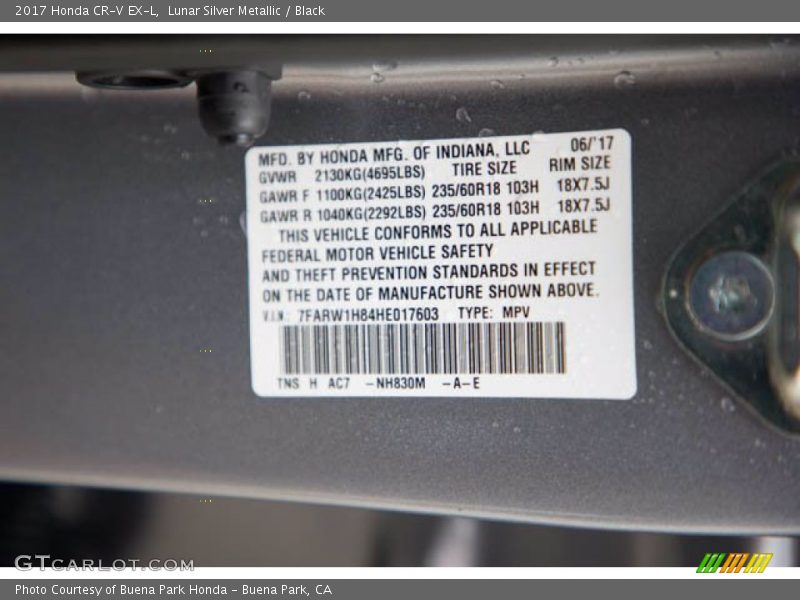 2017 Honda CR-V EX-L,  Lunar Silver Metallic / Black
MFD. BY HONDA MFG. OF INDIANA, LLC 06/'17
GVWR 2130KG(4695LBS) TIRE SIZE RIM SIZE
GAWR F 1100KG(2425LBS) 235/60R18 103H 18X7.5J
GAWR R 1040KG(2292LBS) 235/60R18 103H 18X7.5J
THIS VEHICLE CONFORMS TO ALL APPLICABLE
FEDERAL MOTOR VEHICLE SAFETY
AND THEFT PREVENTION STANDARDS IN EFFECT
ON THE DATE OF MANUFACTURE SHOWN ABOVE.
V.I.N.: 7FARW1H84HE017603 TYPE: MPV
TNS H AC7 -NH830M -A-E
GTcarlot.com
Photo Courtesy of Buena Park Honda - Buena Park, CA